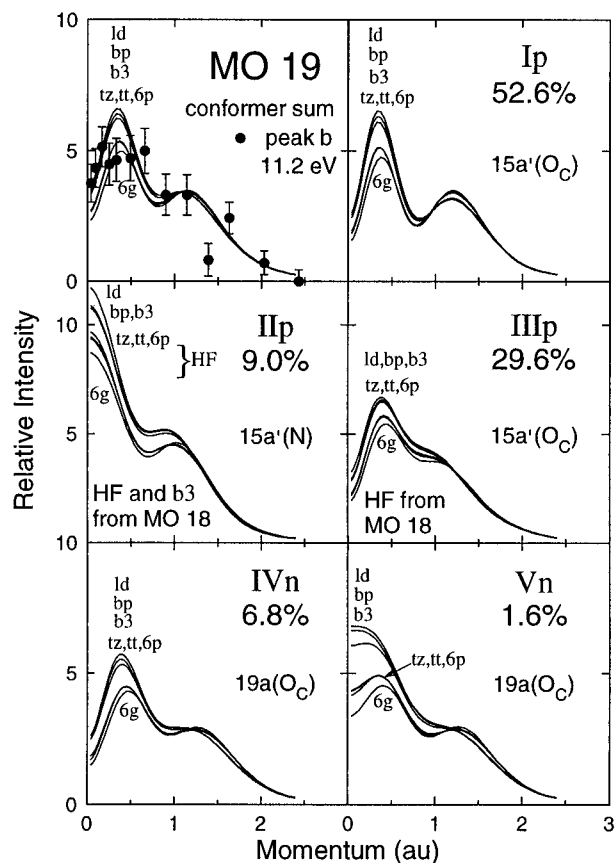 10
ld
bp
b3
tz,tt,6p
MO 19
conformer sum
● peak b
11.2 eV
5
6g
0
ld
bp
b3
tz,tt,6p
Ip
52.6%
15a'(O_C)
6g
Relative Intensity
10
ld
bp,b3
tz,tt,6p
} HF
IIp
9.0%
6g
5
15a'(N)
HF and b3
from MO 18
IIIp
29.6%
ld,bp,b3
tz,tt,6p
15a'(O_C)
6g
HF from
MO 18
10
ld
bp
b3
tz,tt,6p
IVn
6.8%
5
19a(O_C)
6g
0
0 1 2
ld
bp
b3
Vn
1.6%
tz,tt,6p
19a(O_C)
6g
0 1 2 3
Momentum (au)